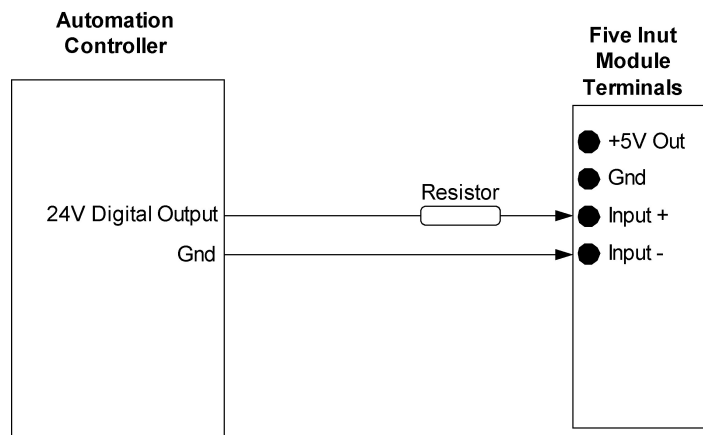 Automation
Controller
Five Inut
Module
Terminals
+5V Out
Gnd
Resistor
24V Digital Output
Input +
Gnd
Input -